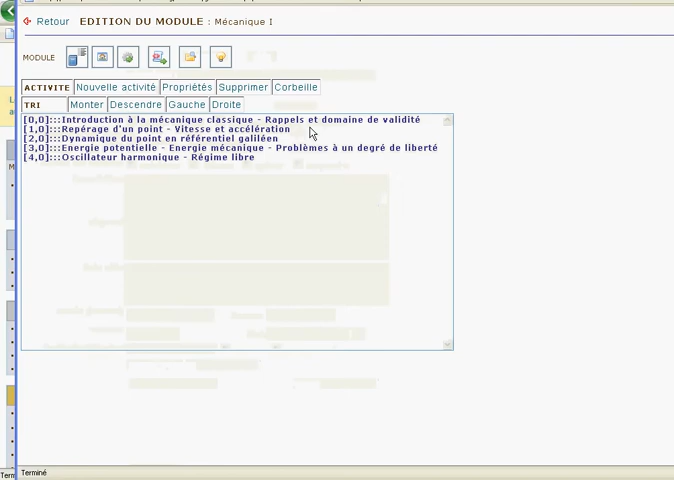 Retour EDITION DU MODULE : Mécanique I
MODULE
ACTIVITE Nouvelle activité Propriétés Supprimer Corbeille
TRI Monter Descendre Gauche Droite
[0,0]:::Introduction à la mécanique classique - Rappels et domaine de validité
[1,0]:::Repérage d'un point - Vitesse et accélération
[2,0]:::Dynamique du point en référentiel galiléen
[3,0]:::Energie potentielle - Energie mécanique - Problèmes à un degré de liberté
[4,0]:::Oscillateur harmonique - Régime libre
Term Terminé